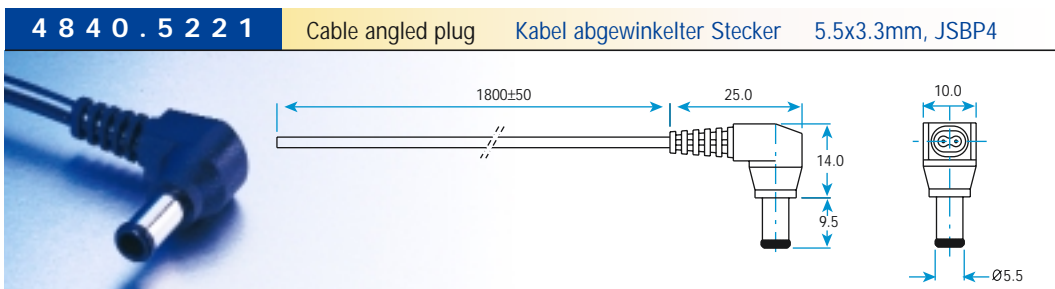 4840.5221 Cable angled plug Kabel abgewinkelter Stecker 5.5x3.3mm, JSBP4
1800±50 25.0 10.0
14.0
9.5
Ø5.5